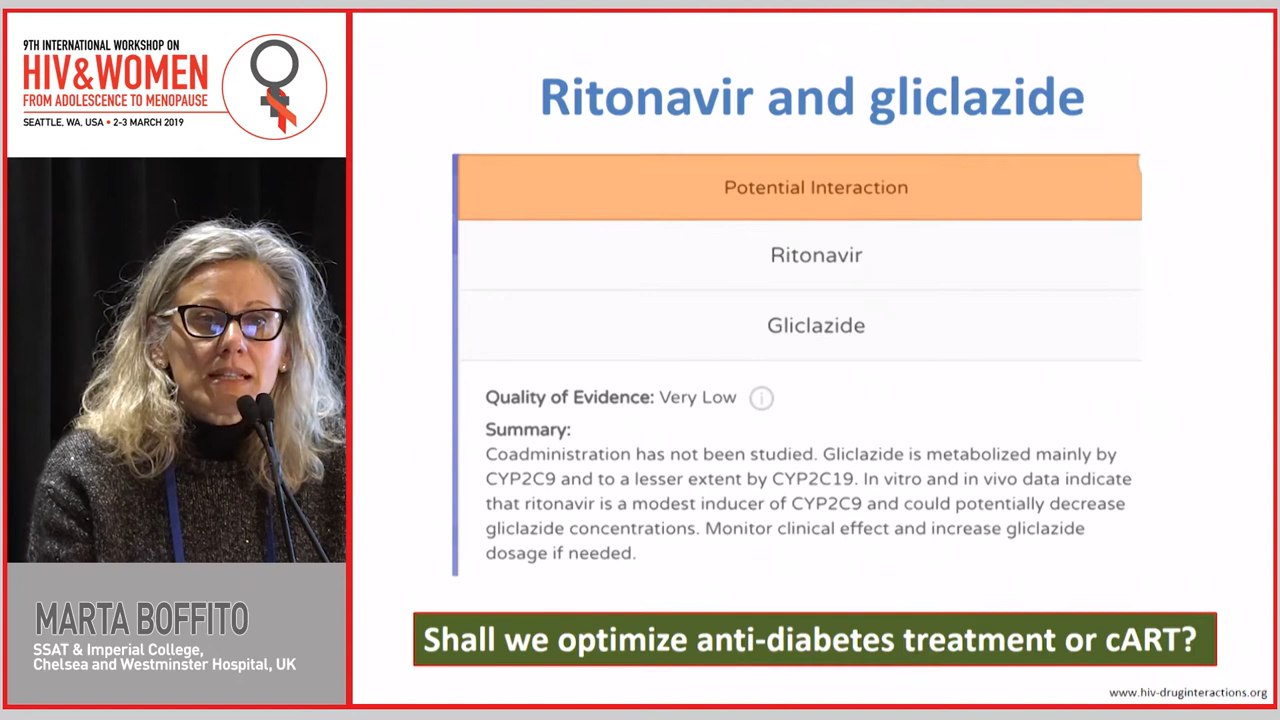 9TH INTERNATIONAL WORKSHOP ON
HIV&WOMEN
FROM ADOLESCENCE TO MENOPAUSE
SEATTLE, WA, USA • 2-3 MARCH 2019
MARTA BOFFITO
SSAT & Imperial College,
Chelsea and Westminster Hospital, UK
Ritonavir and gliclazide
Potential Interaction
Ritonavir
Gliclazide
Quality of Evidence: Very Low
Summary:
Coadministration has not been studied. Gliclazide is metabolized mainly by
CYP2C9 and to a lesser extent by CYP2C19. In vitro and in vivo data indicate
that ritonavir is a modest inducer of CYP2C9 and could potentially decrease
gliclazide concentrations. Monitor clinical effect and increase gliclazide
dosage if needed.
Shall we optimize anti-diabetes treatment or cART?
www.hiv-druginteractions.org